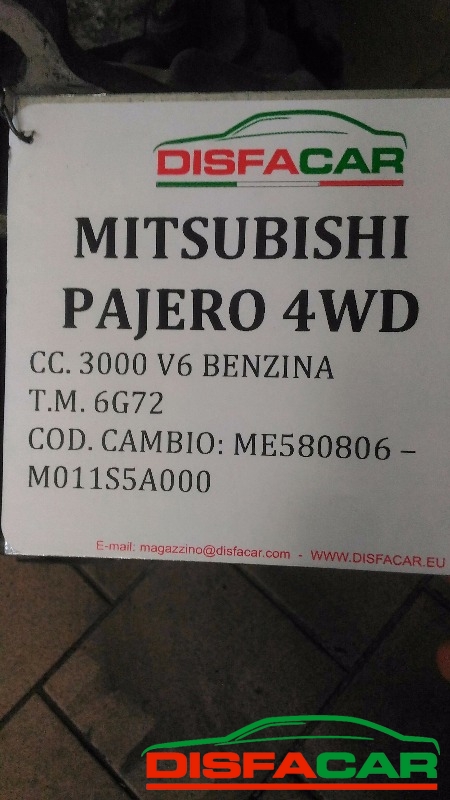 DISFACAR
MITSUBISHI
PAJERO 4WD
CC. 3000 V6 BENZINA
T.M. 6G72
COD. CAMBIO: ME580806 –
M011S5A000
E-mail: magazzino@disfacar.com - WWW.DISFACAR.EU
DISFACAR